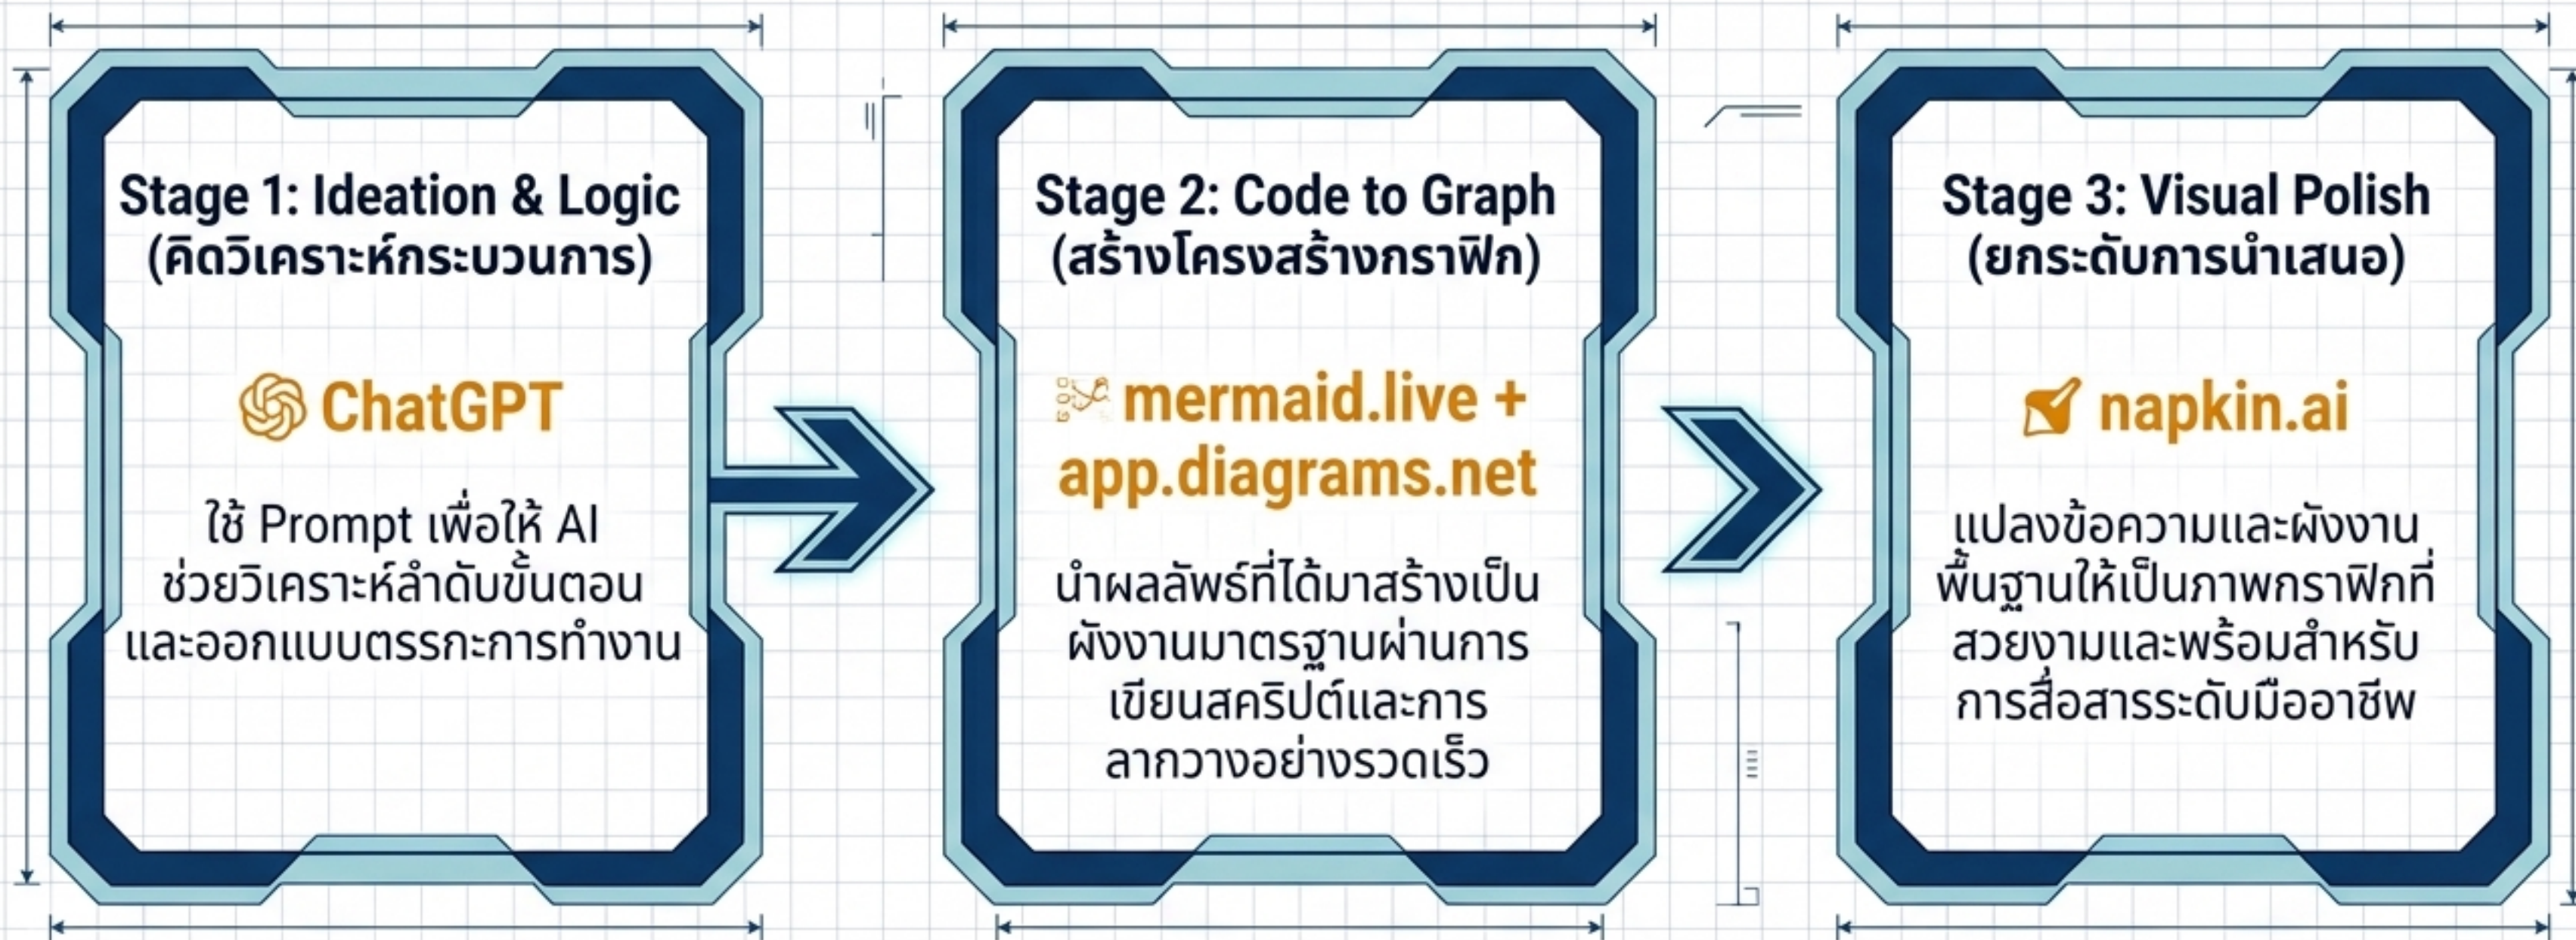 Stage 1: Ideation & Logic
(คิดวิเคราะห์กระบวนการ)
ChatGPT
ใช้ Prompt เพื่อให้ AI
ช่วยวิเคราะห์ลำดับขั้นตอน
และออกแบบตรรกะการทำงาน
Stage 2: Code to Graph
(สร้างโครงสร้างกราฟิก)
mermaid.live +
app.diagrams.net
นำผลลัพธ์ที่ได้มาสร้างเป็น
ผังงานมาตรฐานผ่านการ
เขียนสคริปต์และการ
ลากวางอย่างรวดเร็ว
Stage 3: Visual Polish
(ยกระดับการนำเสนอ)
napkin.ai
แปลงข้อความและผังงาน
พื้นฐานให้เป็นภาพกราฟิกที่
สวยงามและพร้อมสำหรับ
การสื่อสารระดับมืออาชีพ